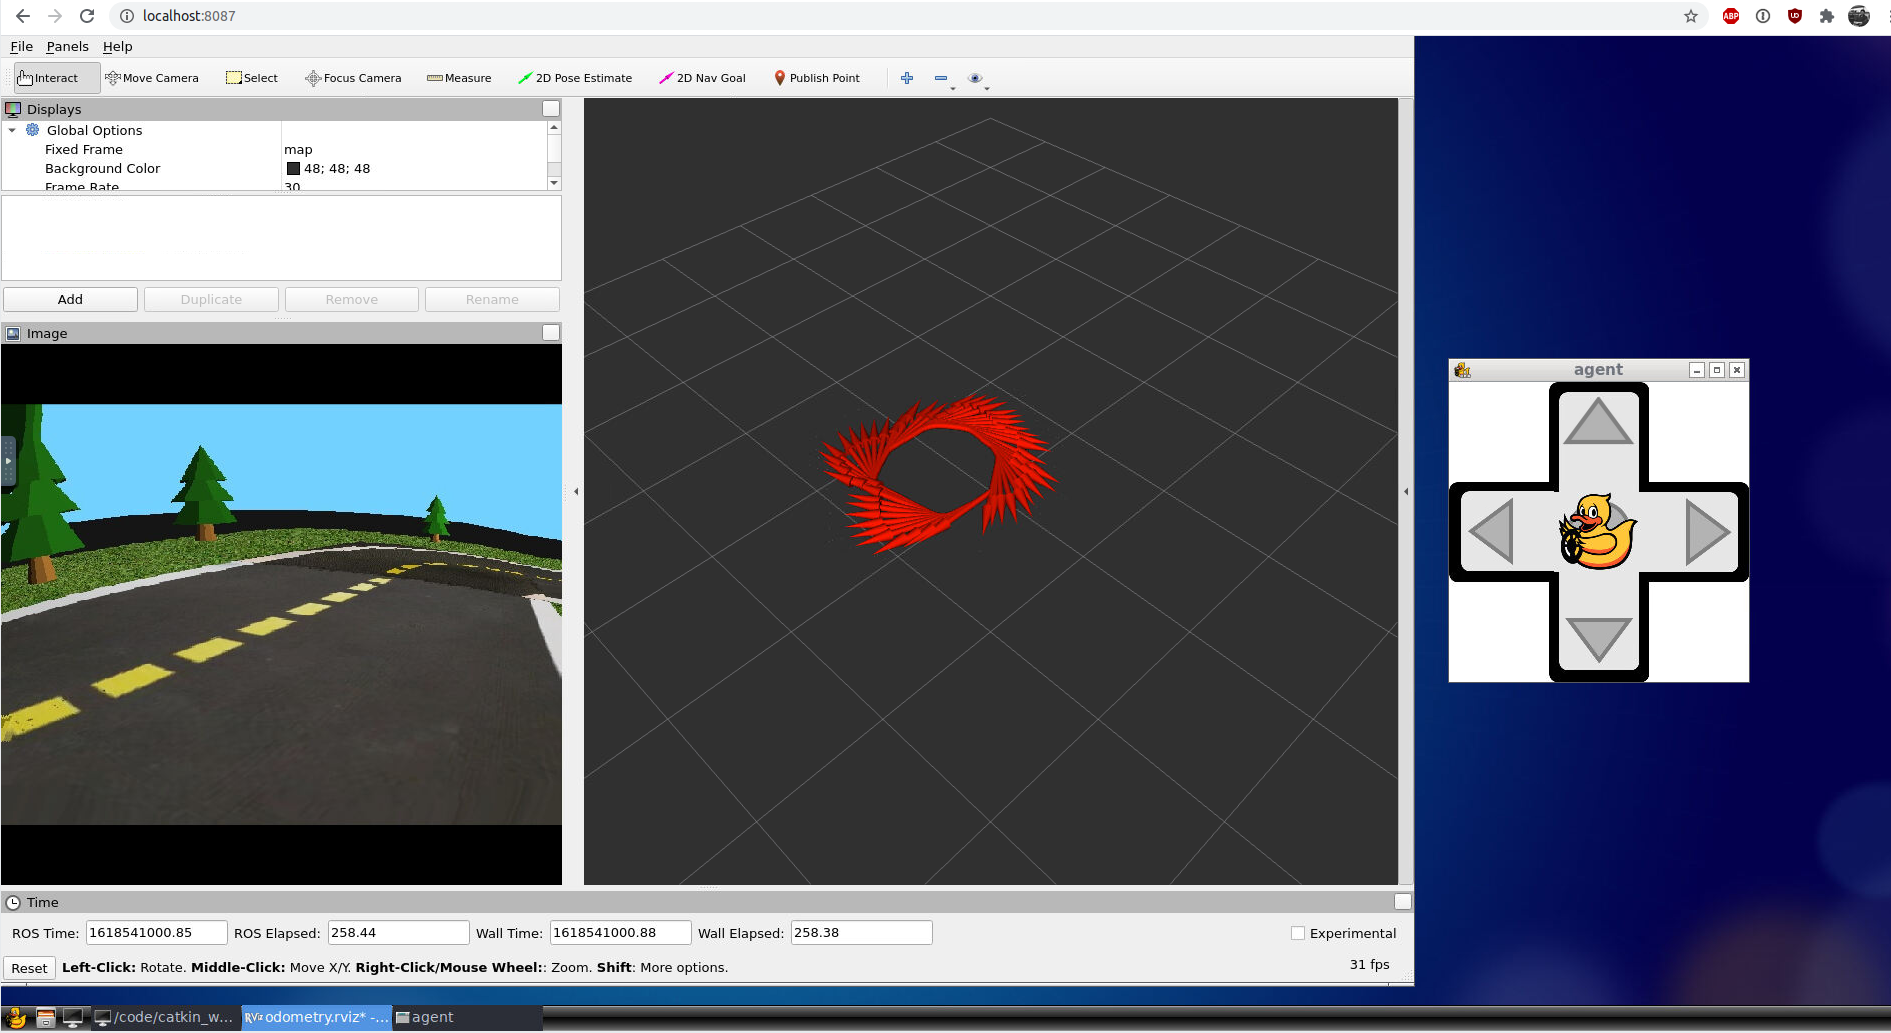 localhost:8087
ABP
File Panels Help
Interact Move Camera Select Focus Camera Measure 2D Pose Estimate 2D Nav Goal Publish Point
Displays
Global Options
Fixed Frame map
Background Color 48; 48; 48
Frame Rate 30
Add Duplicate Remove Rename
Image
agent
Time
ROS Time: 1618541000.85 ROS Elapsed: 258.44 Wall Time: 1618541000.88 Wall Elapsed: 258.38 Experimental
Reset Left-Click: Rotate. Middle-Click: Move X/Y. Right-Click/Mouse Wheel:: Zoom. Shift: More options. 31 fps
/code/catkin_w... RViz odometry.rviz* -... agent